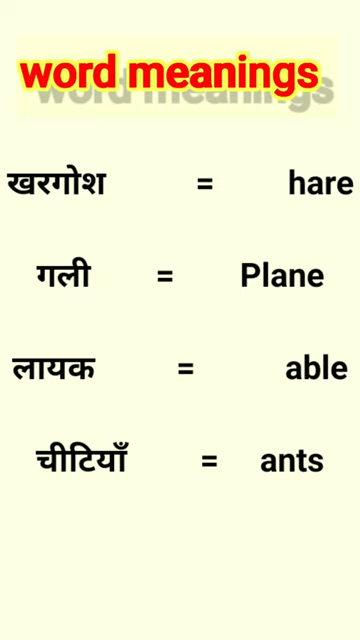 word meanings
खरगोश = hare
गली = Plane
लायक = able
चीटियाँ = ants